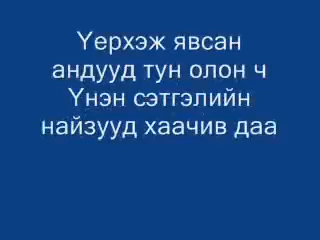 Үерхэж явсан
андууд тун олон ч
Үнэн сэтгэлийн
найзууд хаачив даа